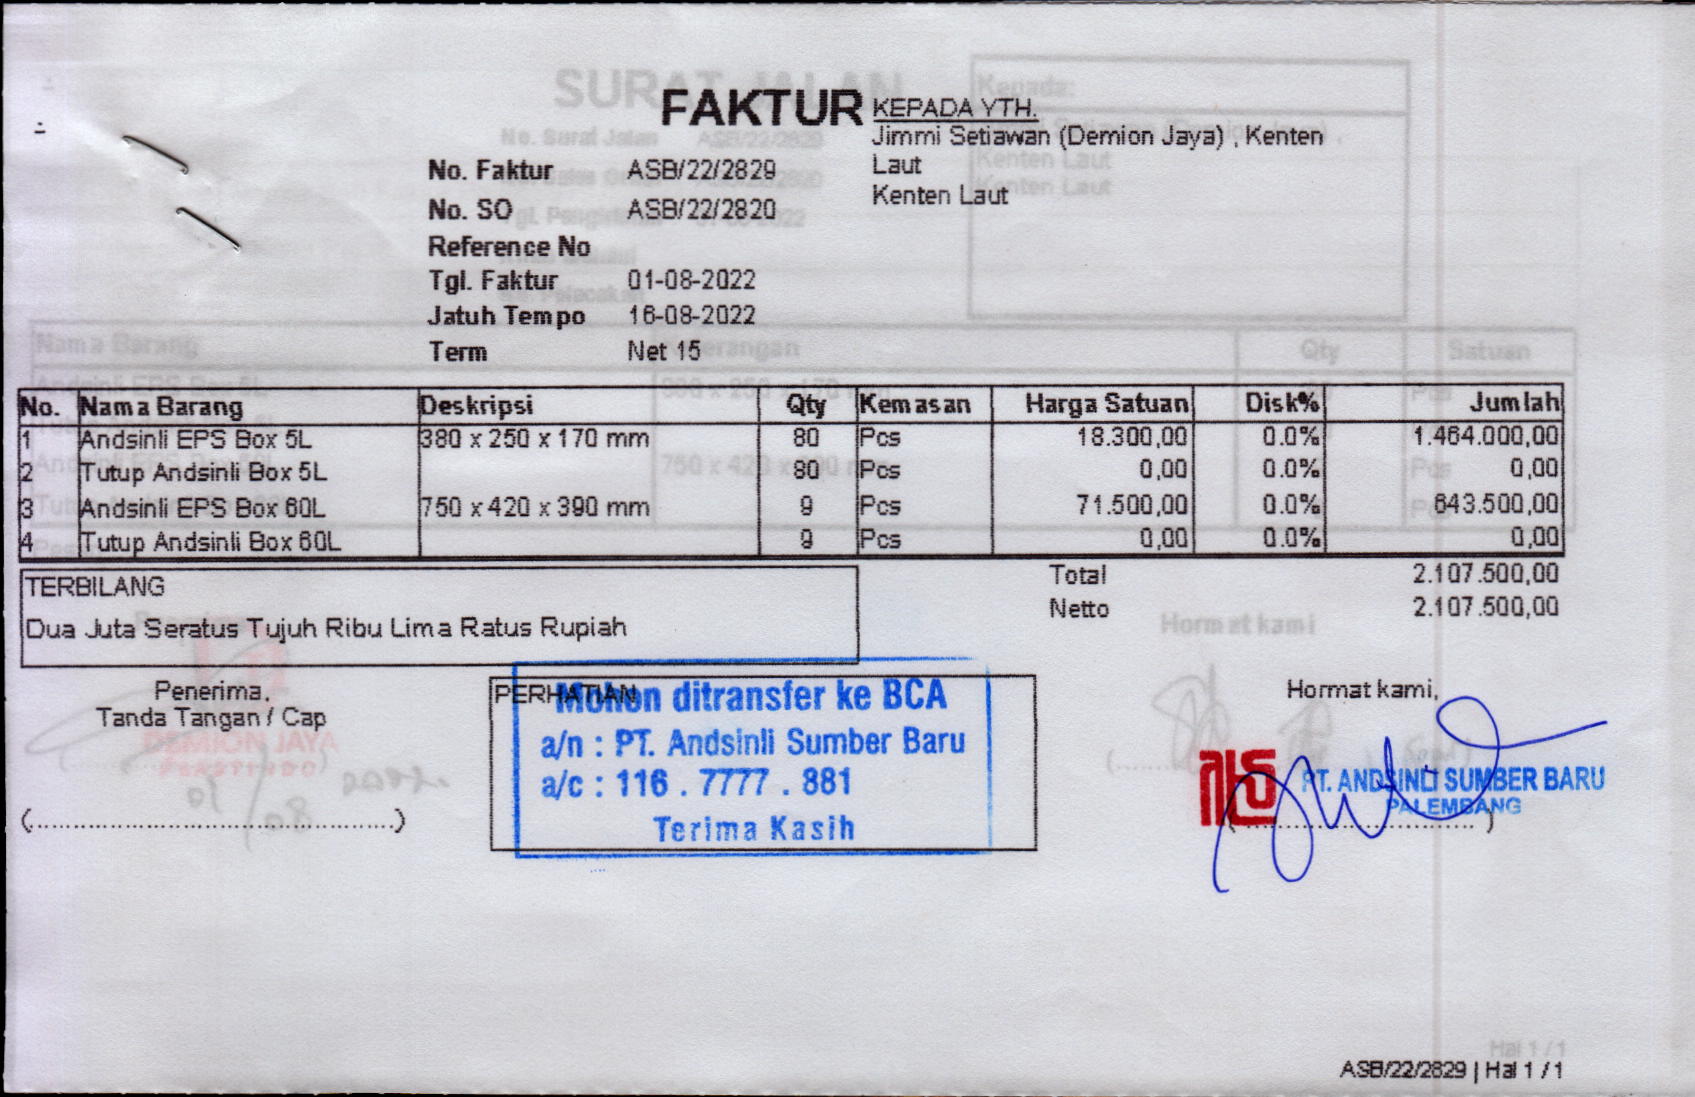 FAKTUR
KEPADA YTH.
Jimmi Setiawan (Demion Jaya) , Kenten
Laut
Kenten Laut
No. Faktur ASB/22/2829
No. SO ASB/22/2820
Reference No
Tgl. Faktur 01-08-2022
Jatuh Tempo 16-08-2022
Term Net 15
No. Nama Barang Deskripsi Qty Kemasan Harga Satuan Disk% Jumlah
1 Andsinli EPS Box 5L 380 x 250 x 170 mm 80 Pcs 18.300,00 0.0% 1.464.000,00
2 Tutup Andsinli Box 5L 80 Pcs 0,00 0.0% 0,00
3 Andsinli EPS Box 60L 750 x 420 x 390 mm 9 Pcs 71.500,00 0.0% 643.500,00
4 Tutup Andsinli Box 60L 9 Pcs 0,00 0.0% 0,00
TERBILANG
Dua Juta Seratus Tujuh Ribu Lima Ratus Rupiah
Total 2.107.500,00
Netto 2.107.500,00
Penerima,
Tanda Tangan / Cap
(................................................)
PERHATIAN
Mohon ditransfer ke BCA
a/n : PT. Andsinli Sumber Baru
a/c : 116 . 7777 . 881
Terima Kasih
Hormat kami,
PT. ANDSINLI SUMBER BARU
PALEMBANG
(................................)
ASB/22/2829 | Hal 1 / 1